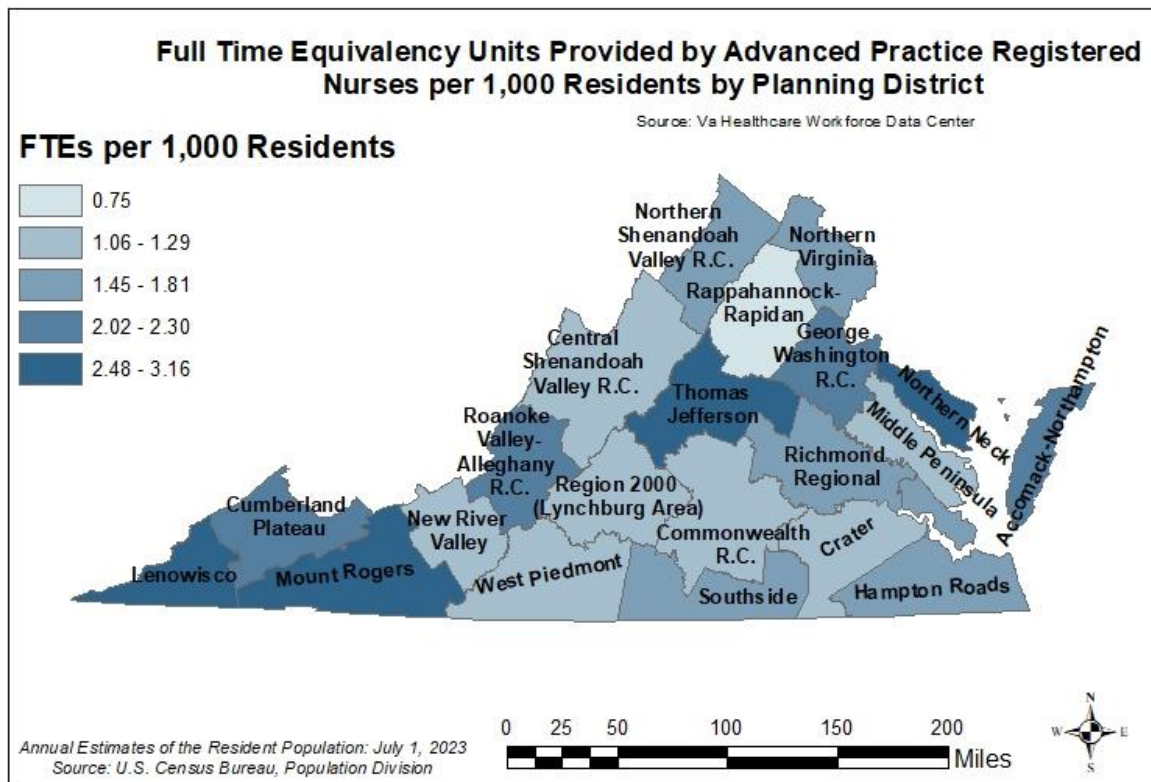 Full Time Equivalency Units Provided by Advanced Practice Registered
Nurses per 1,000 Residents by Planning District
Source: Va Healthcare Workforce Data Center
FTEs per 1,000 Residents
0.75
1.06 - 1.29
1.45 - 1.81
2.02 - 2.30
2.48 - 3.16
Northern
Shenandoah
Valley R.C.
Northern
Virginia
Rappahannock-
Rapidan
Central
Shenandoah
Valley R.C.
George
Washington
R.C.
Thomas
Jefferson
Northern Neck
Middle Peninsula
Accomack-Northampton
Roanoke
Valley-
Alleghany
R.C.
Richmond
Regional
Region 2000
(Lynchburg Area)
Cumberland
Plateau
New River
Valley
Commonwealth
R.C.
Crater
Lenowisco
Mount Rogers
West Piedmont
Southside
Hampton Roads
Annual Estimates of the Resident Population: July 1, 2023
Source: U.S. Census Bureau, Population Division
0 25 50 100 150 200
Miles
N
W E
S